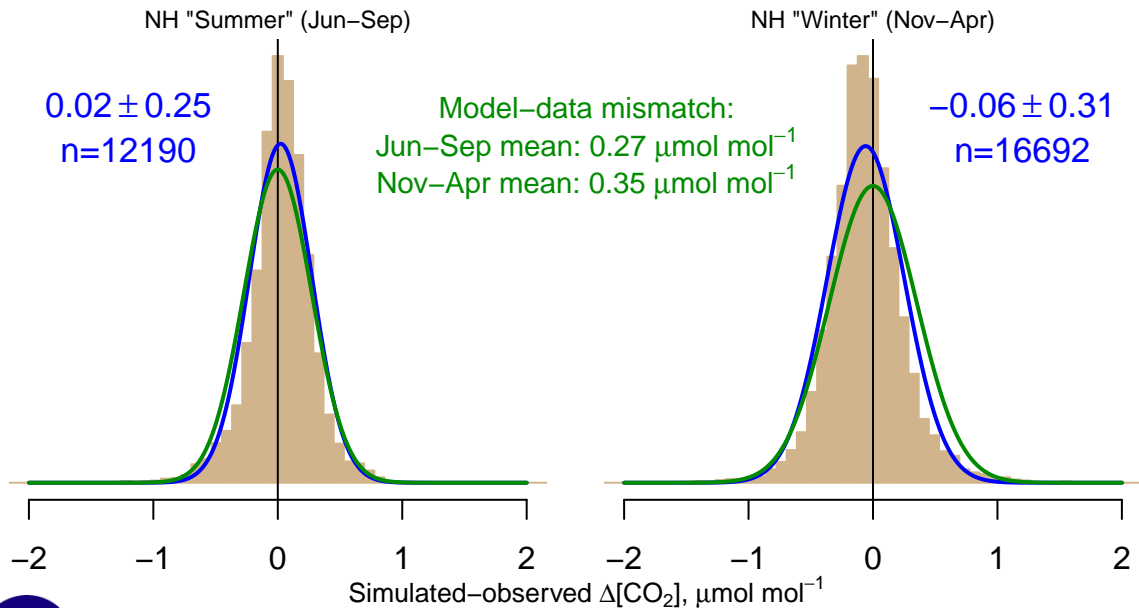 NH "Summer" (Jun−Sep)
NH "Winter" (Nov−Apr)
0.02 ± 0.25
n=12190
Model−data mismatch:
Jun−Sep mean: 0.27 μmol mol⁻¹
Nov−Apr mean: 0.35 μmol mol⁻¹
−0.06 ± 0.31
n=16692
−2 −1 0 1 2
−2 −1 0 1 2
Simulated−observed Δ[CO₂], μmol mol⁻¹